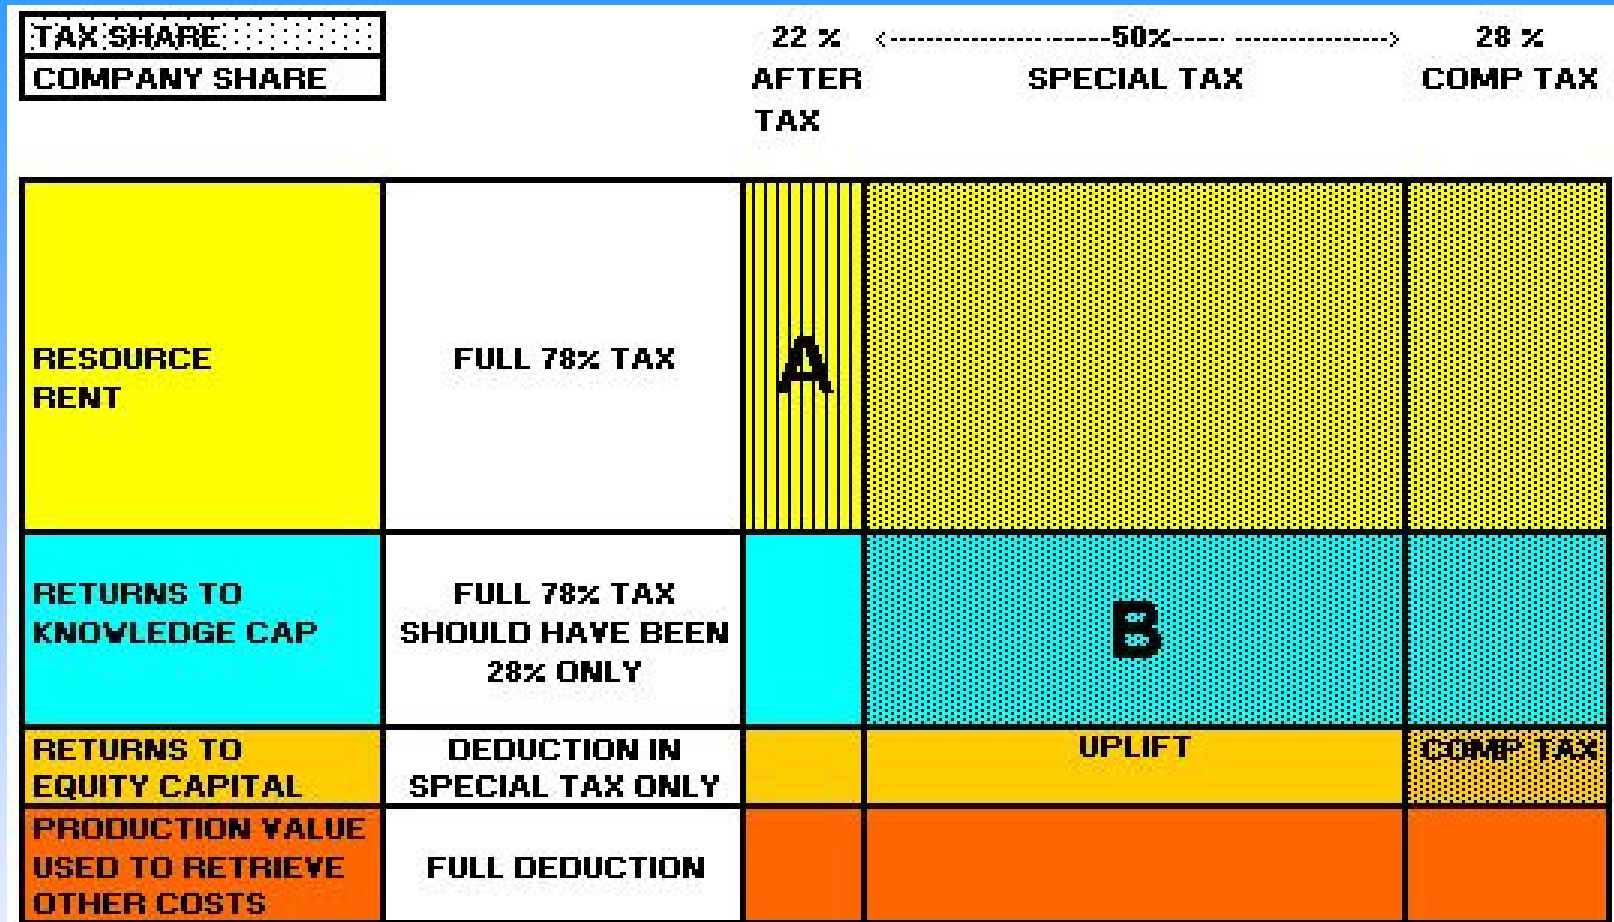 TAX SHARE
COMPANY SHARE
22 % <---------------------50%---- ----------------> 28 %
AFTER SPECIAL TAX COMP TAX
TAX
RESOURCE
RENT
FULL 78% TAX
A
RETURNS TO
KNOWLEDGE CAP
FULL 78% TAX
SHOULD HAVE BEEN
28% ONLY
B
RETURNS TO
EQUITY CAPITAL
DEDUCTION IN
SPECIAL TAX ONLY
UPLIFT
COMP TAX
PRODUCTION VALUE
USED TO RETRIEVE
OTHER COSTS
FULL DEDUCTION